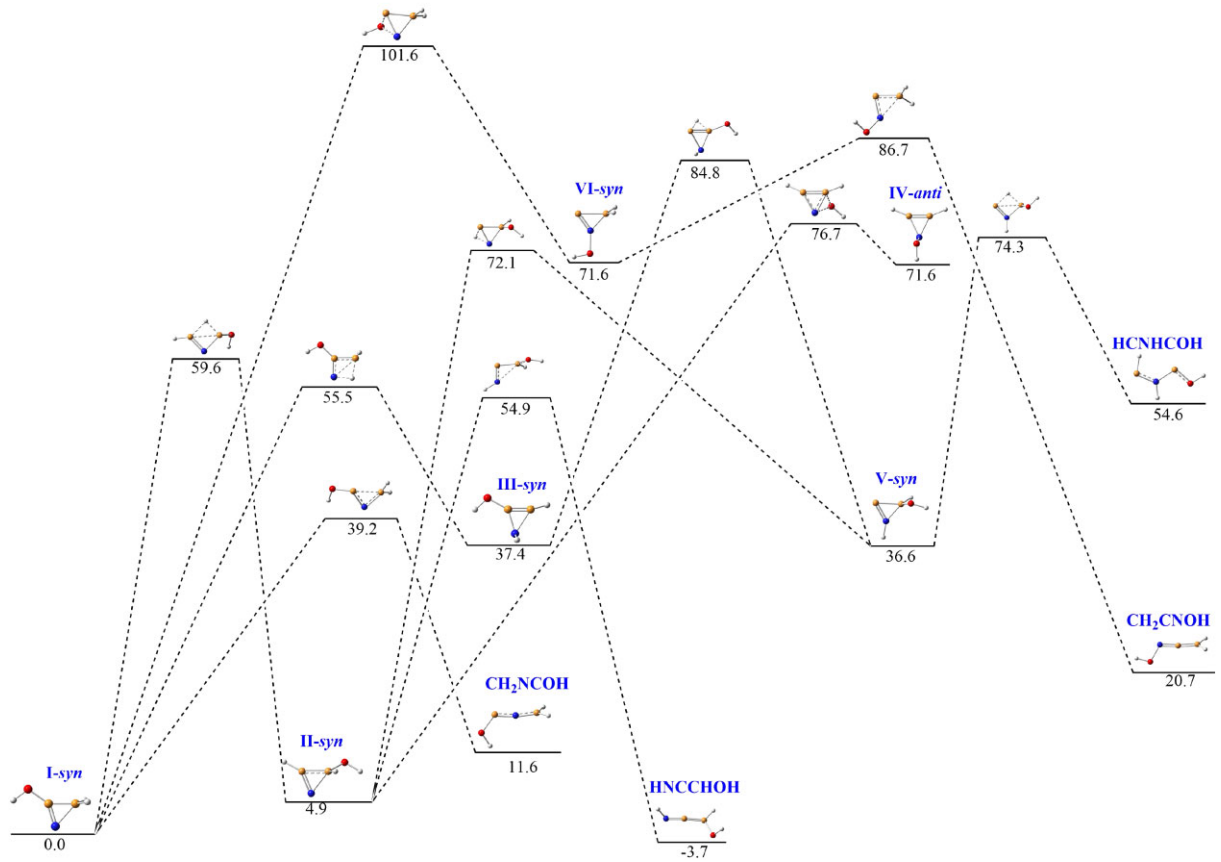 101.6
86.7
84.8
VI-syn
IV-anti
76.7
74.3
72.1
71.6
71.6
59.6
HCNHCOH
55.5
54.9
54.6
III-syn
V-syn
39.2
37.4
36.6
CH₂CNOH
CH₂NCOH
20.7
II-syn
I-syn
11.6
HNCCHOH
4.9
0.0
-3.7